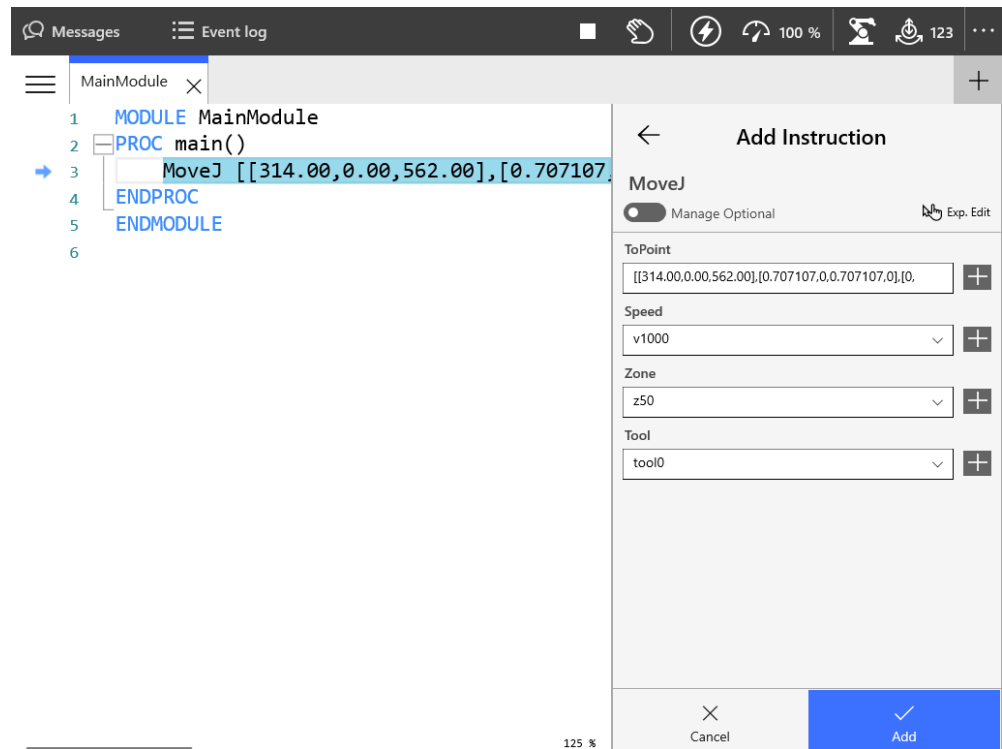 Messages Event log 100 % 123 ...
MainModule
1 MODULE MainModule
2 PROC main()
3 MoveJ [[314.00,0.00,562.00],[0.707107,
4 ENDPROC
5 ENDMODULE
6
125 %
Add Instruction
MoveJ
Manage Optional Exp. Edit
ToPoint
[[314.00,0.00,562.00],[0.707107,0,0.707107,0],[0,
Speed
v1000
Zone
z50
Tool
tool0
Cancel Add